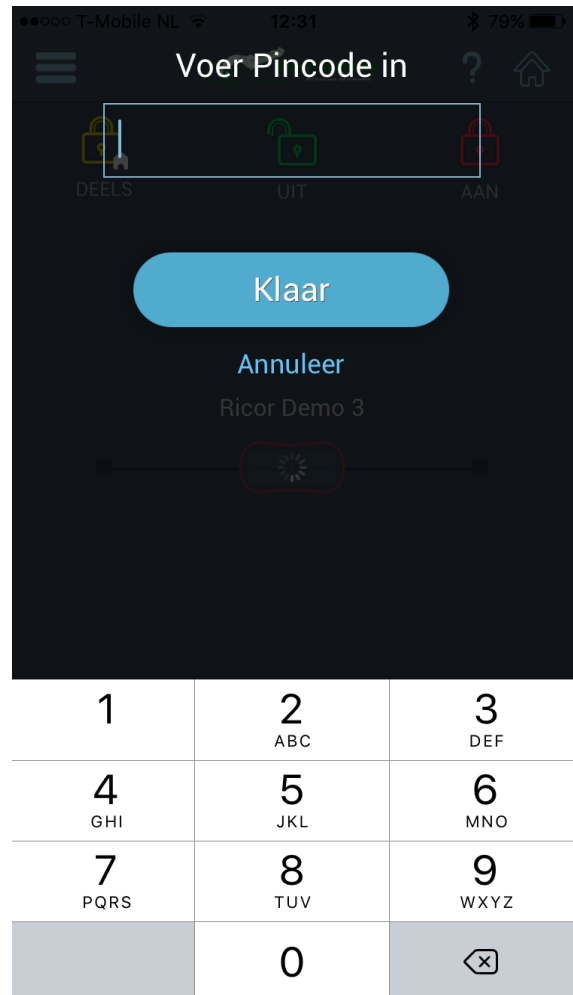 T-Mobile NL 12:31 79%
Voer Pincode in
?
DEELS UIT AAN
Klaar
Annuleer
Ricor Demo 3
1 2 3
ABC DEF
4 5 6
GHI JKL MNO
7 8 9
PQRS TUV WXYZ
0